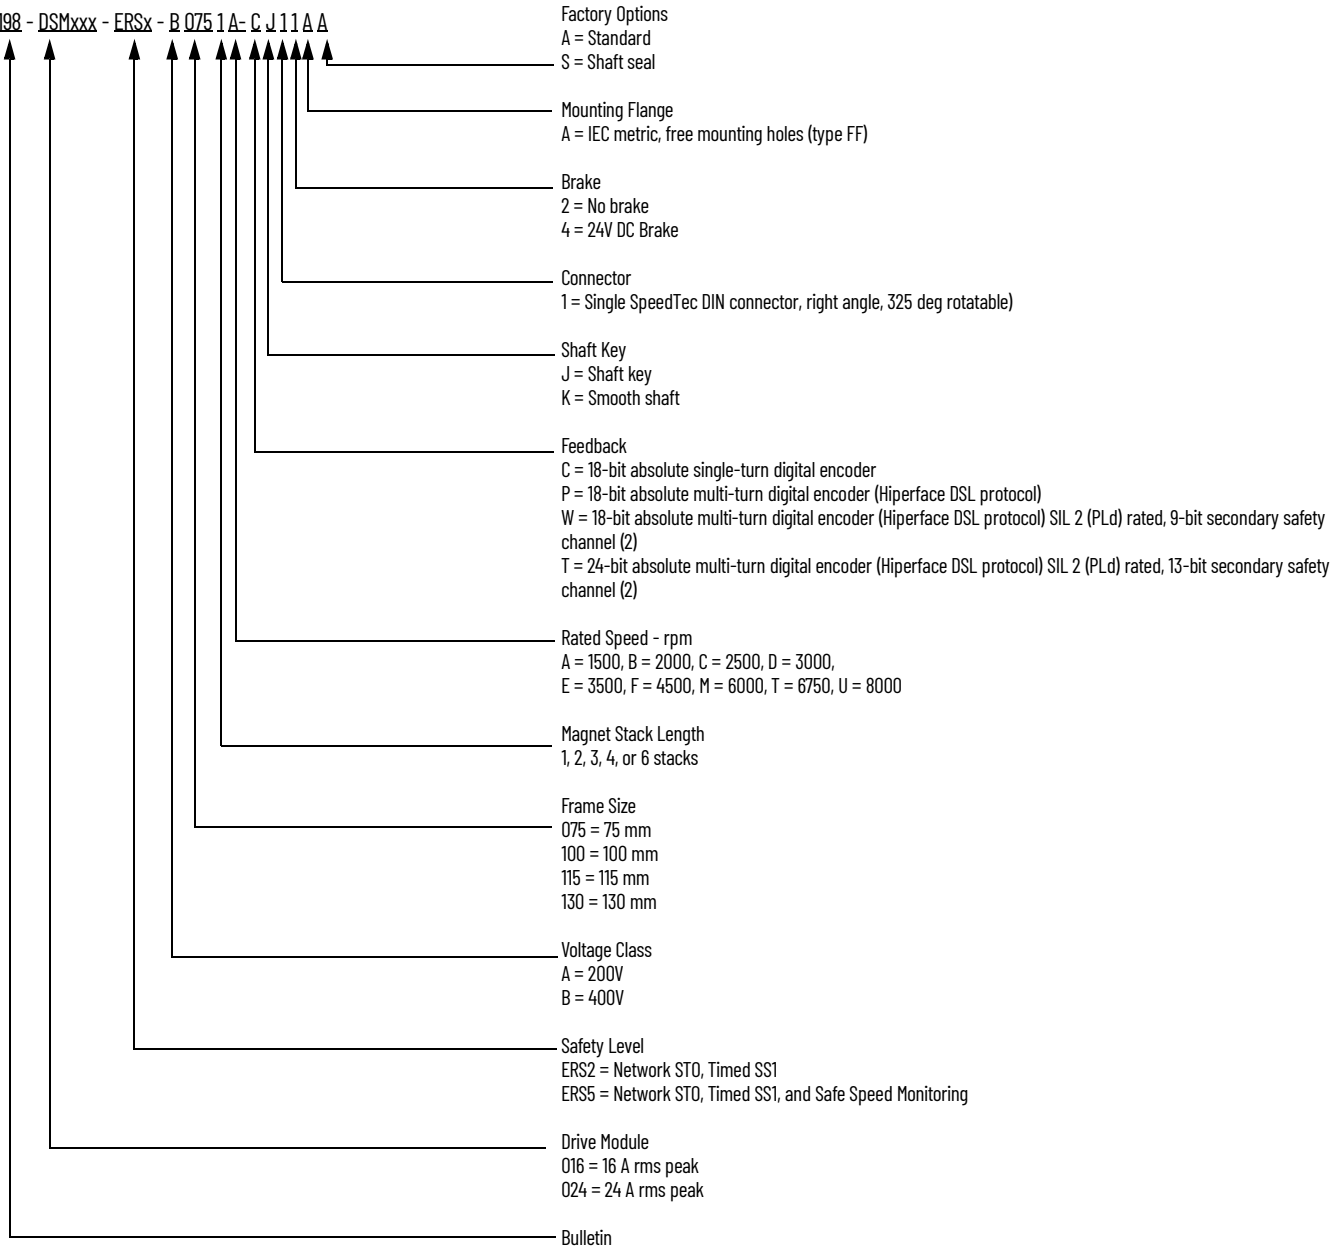 198 - DSMxxx - ERSx - B 075 1 A- C J 1 1 A A
Factory Options
A = Standard
S = Shaft seal
Mounting Flange
A = IEC metric, free mounting holes (type FF)
Brake
2 = No brake
4 = 24V DC Brake
Connector
1 = Single SpeedTec DIN connector, right angle, 325 deg rotatable)
Shaft Key
J = Shaft key
K = Smooth shaft
Feedback
C = 18-bit absolute single-turn digital encoder
P = 18-bit absolute multi-turn digital encoder (Hiperface DSL protocol)
W = 18-bit absolute multi-turn digital encoder (Hiperface DSL protocol) SIL 2 (PLd) rated, 9-bit secondary safety
channel (2)
T = 24-bit absolute multi-turn digital encoder (Hiperface DSL protocol) SIL 2 (PLd) rated, 13-bit secondary safety
channel (2)
Rated Speed - rpm
A = 1500, B = 2000, C = 2500, D = 3000,
E = 3500, F = 4500, M = 6000, T = 6750, U = 8000
Magnet Stack Length
1, 2, 3, 4, or 6 stacks
Frame Size
075 = 75 mm
100 = 100 mm
115 = 115 mm
130 = 130 mm
Voltage Class
A = 200V
B = 400V
Safety Level
ERS2 = Network STO, Timed SS1
ERS5 = Network STO, Timed SS1, and Safe Speed Monitoring
Drive Module
016 = 16 A rms peak
024 = 24 A rms peak
Bulletin